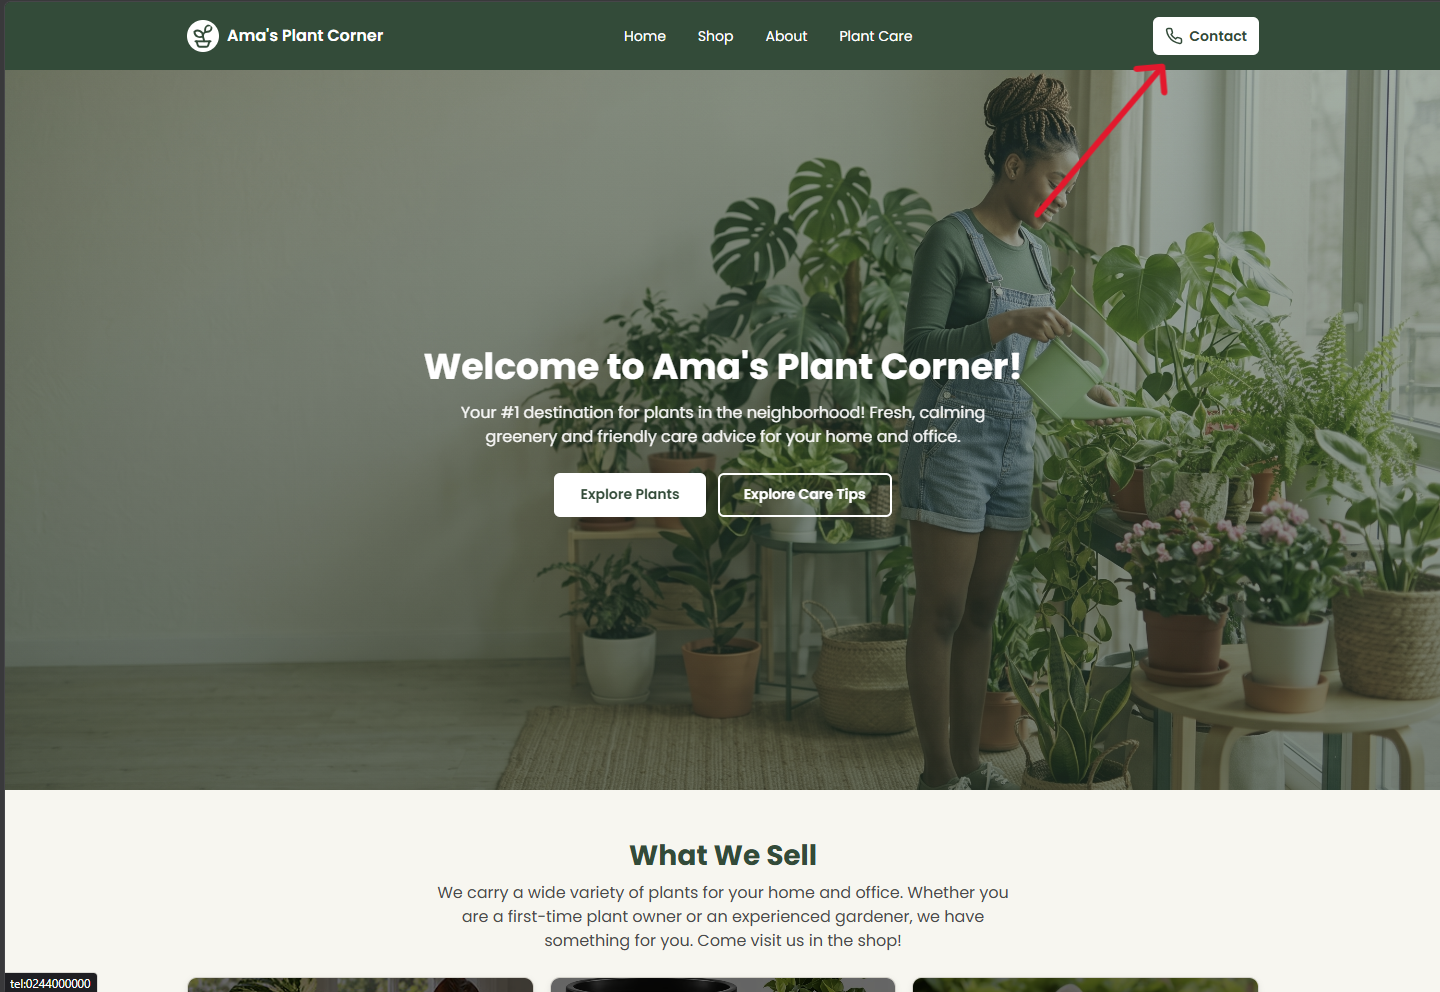 Ama's Plant Corner
Home
Shop
About
Plant Care
Contact
Welcome to Ama's Plant Corner!
Your #1 destination for plants in the neighborhood! Fresh, calming
greenery and friendly care advice for your home and office.
Explore Plants
Explore Care Tips
What We Sell
We carry a wide variety of plants for your home and office. Whether you
are a first-time plant owner or an experienced gardener, we have
something for you. Come visit us in the shop!
tel:0244000000